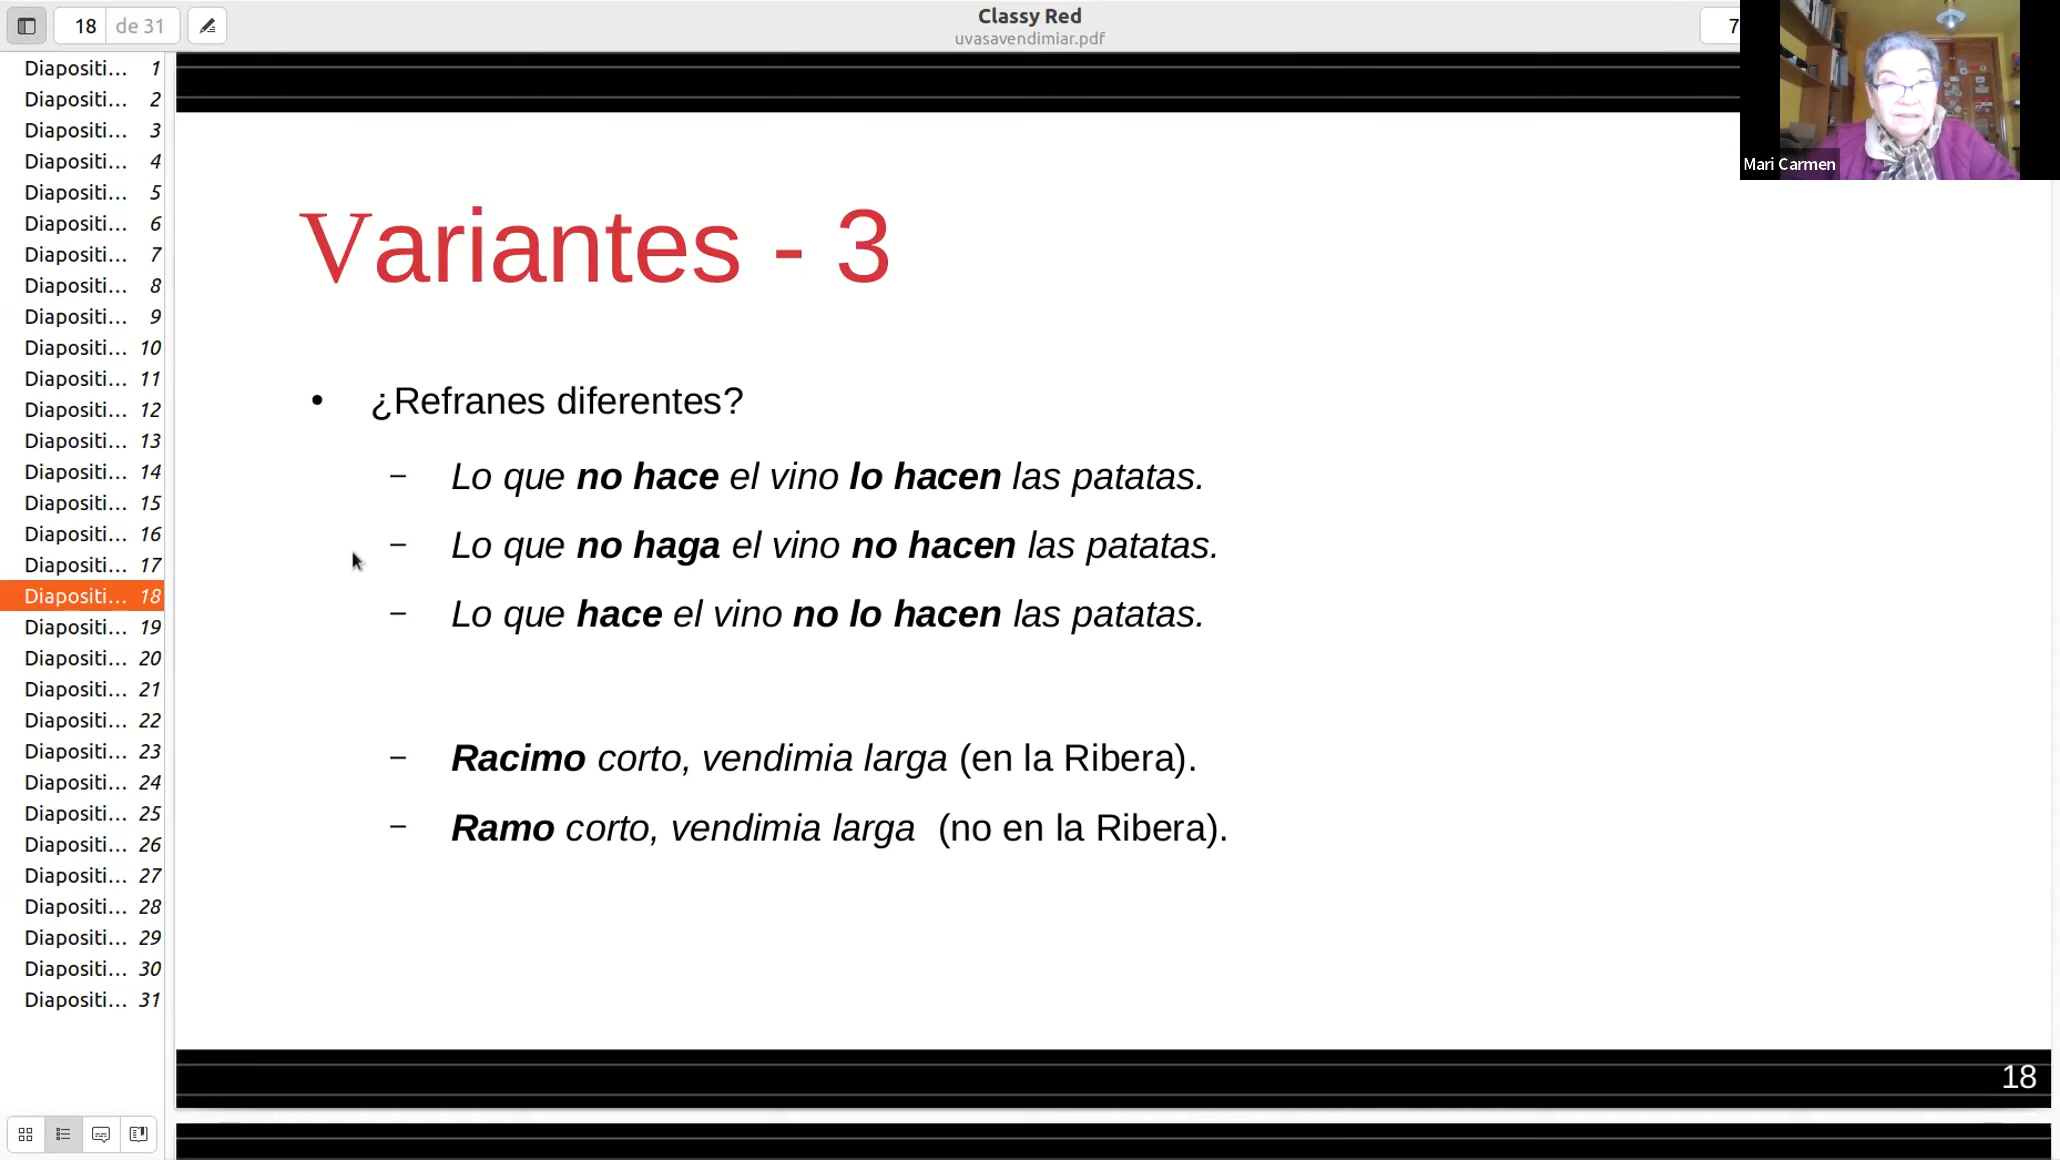 18 de 31
Classy Red
uvasavendimiar.pdf
7
Mari Carmen
Diapositi... 1
Diapositi... 2
Diapositi... 3
Diapositi... 4
Diapositi... 5
Diapositi... 6
Diapositi... 7
Diapositi... 8
Diapositi... 9
Diapositi... 10
Diapositi... 11
Diapositi... 12
Diapositi... 13
Diapositi... 14
Diapositi... 15
Diapositi... 16
Diapositi... 17
Diapositi... 18
Diapositi... 19
Diapositi... 20
Diapositi... 21
Diapositi... 22
Diapositi... 23
Diapositi... 24
Diapositi... 25
Diapositi... 26
Diapositi... 27
Diapositi... 28
Diapositi... 29
Diapositi... 30
Diapositi... 31
Variantes - 3
• ¿Refranes diferentes?
– Lo que no hace el vino lo hacen las patatas.
– Lo que no haga el vino no hacen las patatas.
– Lo que hace el vino no lo hacen las patatas.
– Racimo corto, vendimia larga (en la Ribera).
– Ramo corto, vendimia larga (no en la Ribera).
18